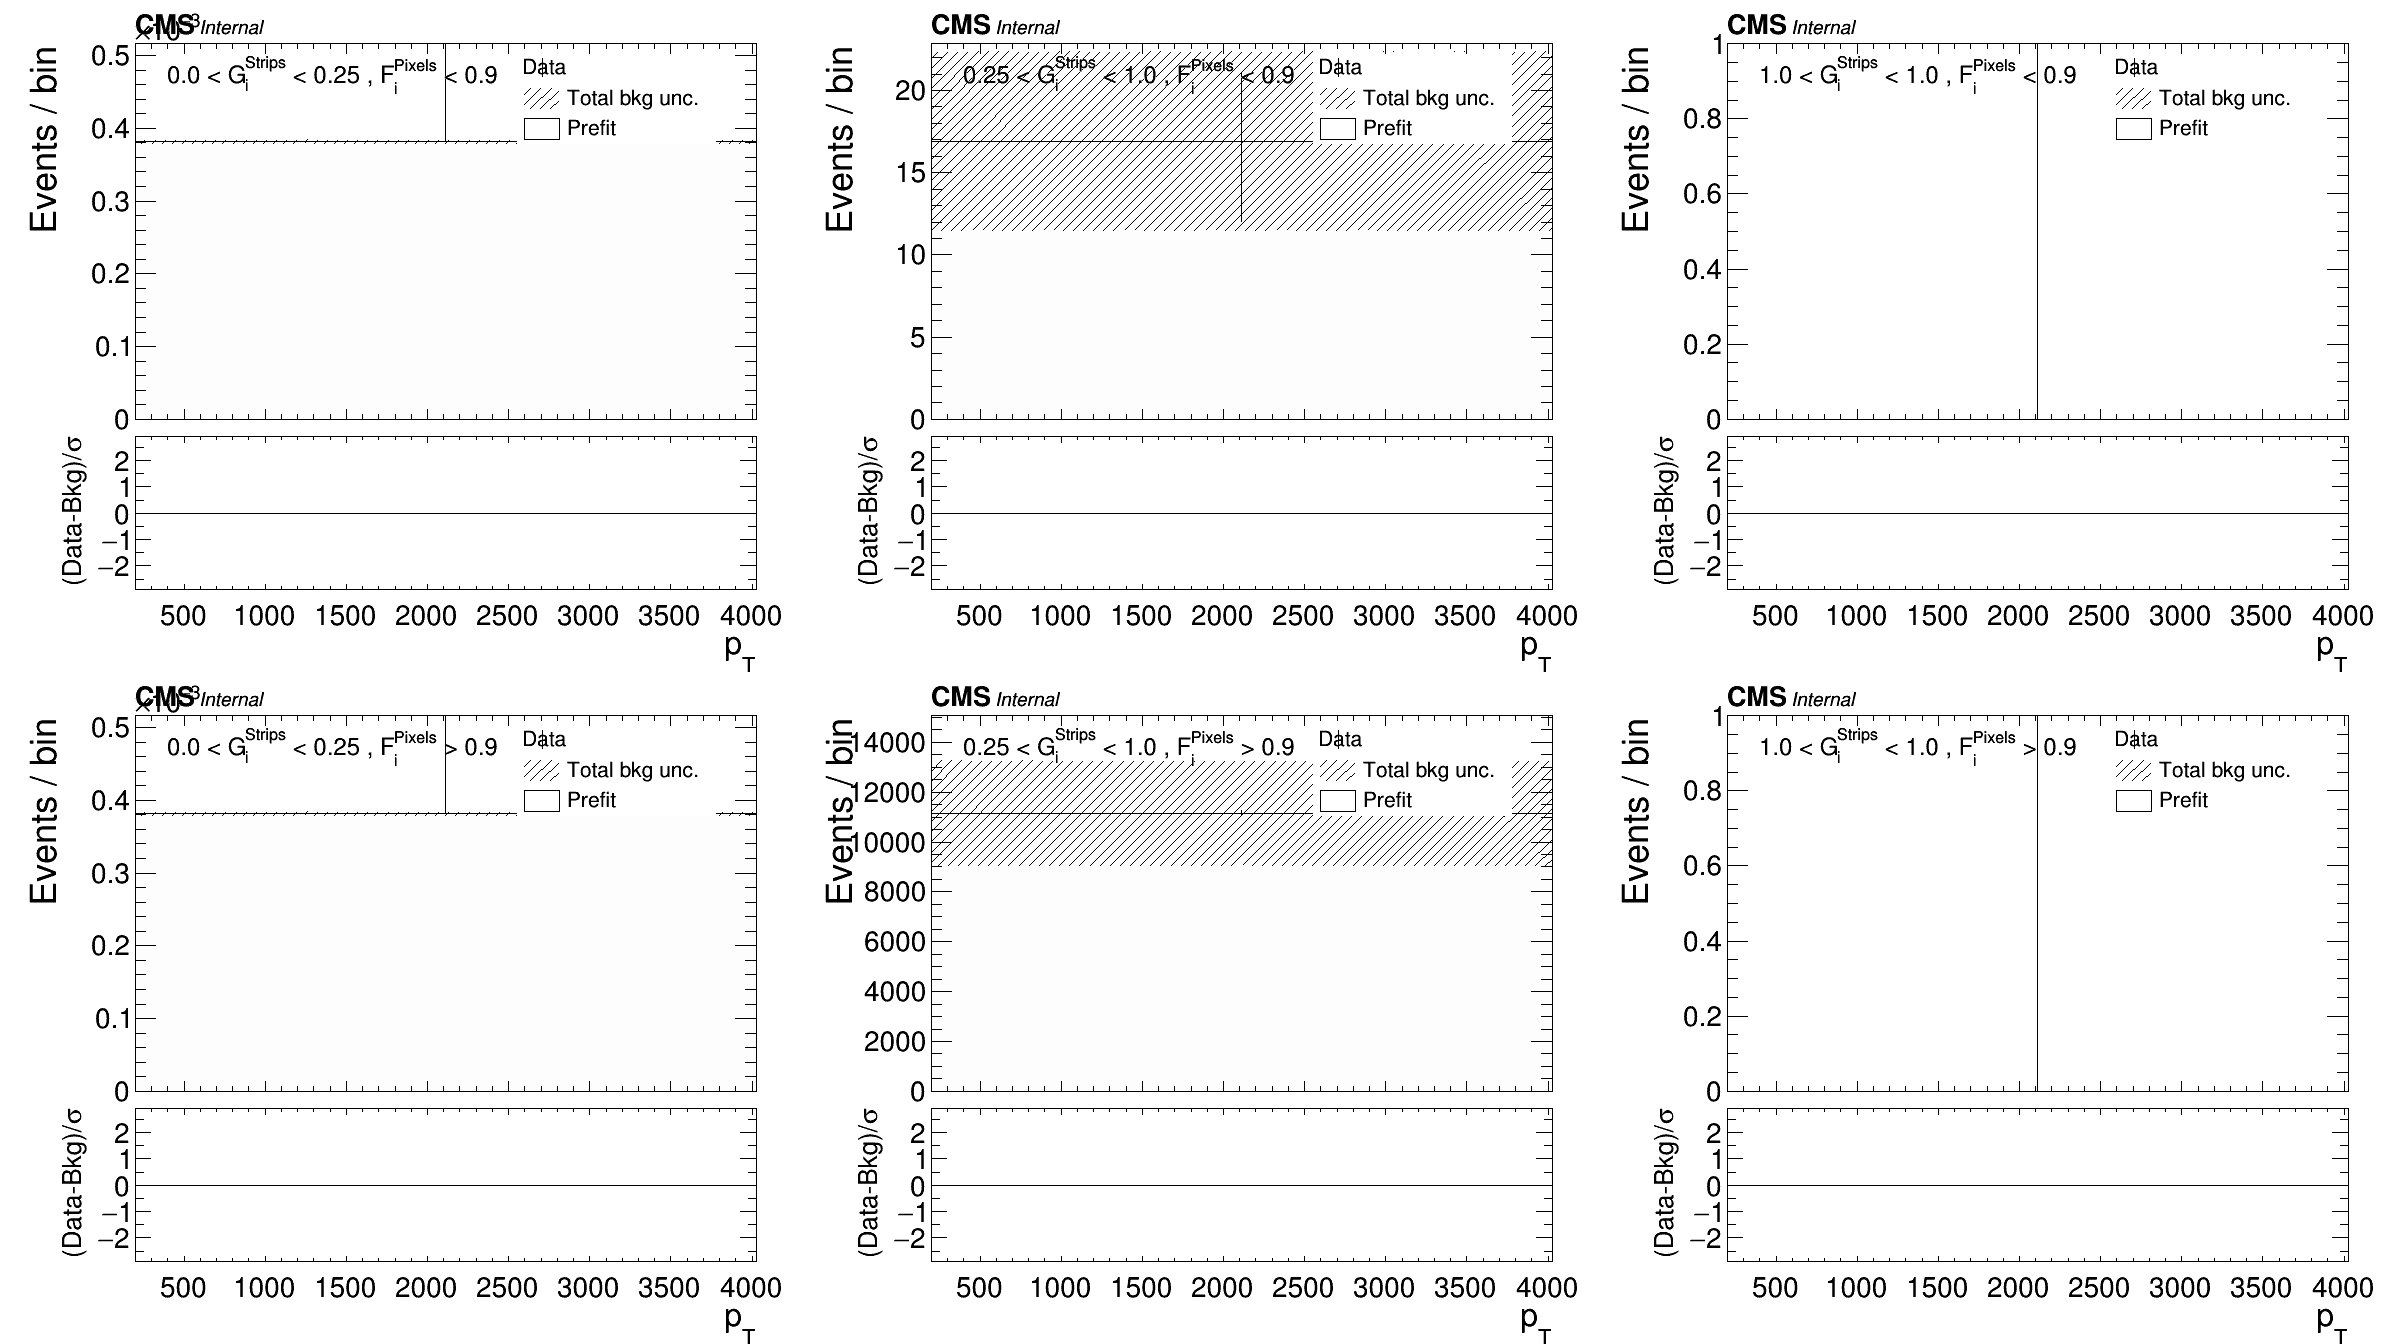 CMS Internal
×10⁻³
Events / bin
0.0 < G_i^Strips < 0.25 , F_i^Pixels < 0.9
Data
Total bkg unc.
Prefit
0.5
0.4
0.3
0.2
0.1
0
(Data-Bkg)/σ
2
1
0
−1
−2
500 1000 1500 2000 2500 3000 3500 4000
p_T
CMS Internal
Events / bin
0.25 < G_i^Strips < 1.0 , F_i^Pixels < 0.9
Data
Total bkg unc.
Prefit
20
15
10
5
0
(Data-Bkg)/σ
2
1
0
−1
−2
500 1000 1500 2000 2500 3000 3500 4000
p_T
CMS Internal
Events / bin
1.0 < G_i^Strips < 1.0 , F_i^Pixels < 0.9
Data
Total bkg unc.
Prefit
1
0.8
0.6
0.4
0.2
0
(Data-Bkg)/σ
2
1
0
−1
−2
500 1000 1500 2000 2500 3000 3500 4000
p_T
CMS Internal
×10⁻³
Events / bin
0.0 < G_i^Strips < 0.25 , F_i^Pixels > 0.9
Data
Total bkg unc.
Prefit
0.5
0.4
0.3
0.2
0.1
0
(Data-Bkg)/σ
2
1
0
−1
−2
500 1000 1500 2000 2500 3000 3500 4000
p_T
CMS Internal
Events / bin
0.25 < G_i^Strips < 1.0 , F_i^Pixels > 0.9
Data
Total bkg unc.
Prefit
14000
12000
10000
8000
6000
4000
2000
0
(Data-Bkg)/σ
2
1
0
−1
−2
500 1000 1500 2000 2500 3000 3500 4000
p_T
CMS Internal
Events / bin
1.0 < G_i^Strips < 1.0 , F_i^Pixels > 0.9
Data
Total bkg unc.
Prefit
1
0.8
0.6
0.4
0.2
0
(Data-Bkg)/σ
2
1
0
−1
−2
500 1000 1500 2000 2500 3000 3500 4000
p_T